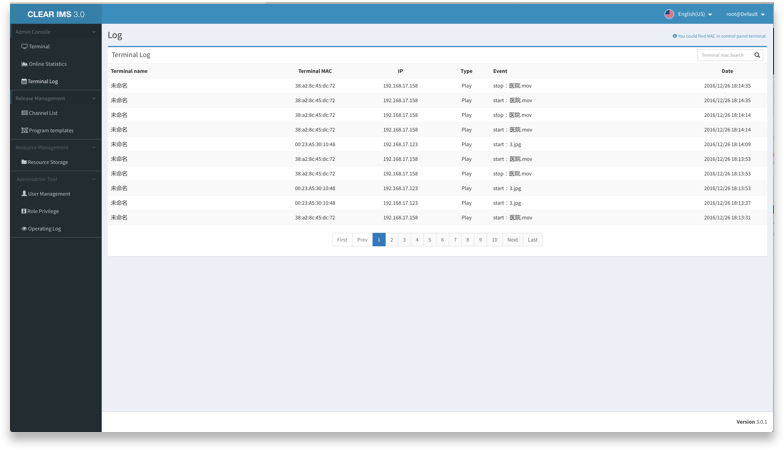 CLEAR IMS 3.0
English(US)
root@Default
Admin Console
Terminal
Online Statistics
Terminal Log
Release Management
Channel List
Program templates
Resource Management
Resource Storage
Administrator Tool
User Management
Role Privilege
Operating Log
Log
You could find MAC in control panel terminal.
Terminal Log
Terminal mac Search
Terminal name Terminal MAC IP Type Event Date
未命名 38:a2:8c:45:dc:72 192.168.17.158 Play stop : 医院.mov 2016/12/26 18:14:35
未命名 38:a2:8c:45:dc:72 192.168.17.158 Play start : 医院.mov 2016/12/26 18:14:35
未命名 38:a2:8c:45:dc:72 192.168.17.158 Play stop : 医院.mov 2016/12/26 18:14:14
未命名 38:a2:8c:45:dc:72 192.168.17.158 Play start : 医院.mov 2016/12/26 18:14:14
未命名 00:23:A5:30:10:48 192.168.17.123 Play start : 3.jpg 2016/12/26 18:14:09
未命名 38:a2:8c:45:dc:72 192.168.17.158 Play start : 医院.mov 2016/12/26 18:13:53
未命名 38:a2:8c:45:dc:72 192.168.17.158 Play stop : 医院.mov 2016/12/26 18:13:53
未命名 00:23:A5:30:10:48 192.168.17.123 Play start : 3.jpg 2016/12/26 18:13:53
未命名 00:23:A5:30:10:48 192.168.17.123 Play start : 3.jpg 2016/12/26 18:13:37
未命名 38:a2:8c:45:dc:72 192.168.17.158 Play start : 医院.mov 2016/12/26 18:13:31
First Prev 1 2 3 4 5 6 7 8 9 10 Next Last
Version 3.0.1